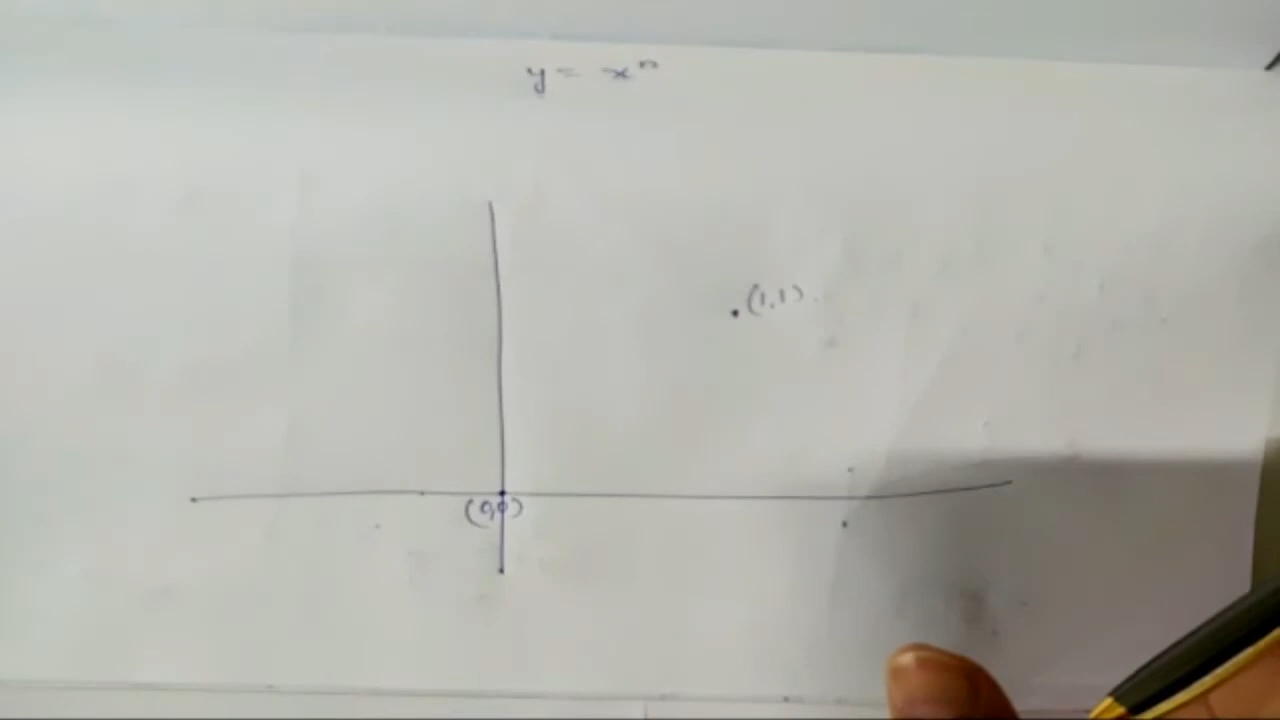 y = xⁿ
(1,1)
(0,0)